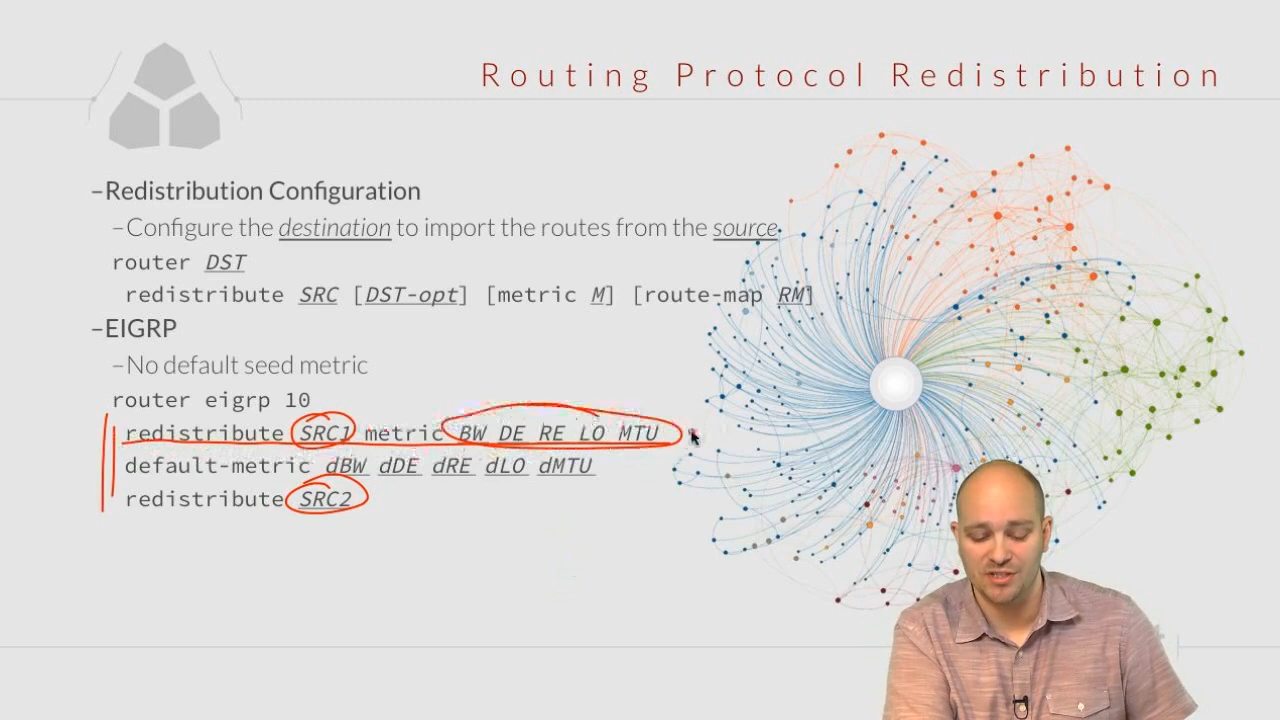 Routing Protocol Redistribution
–Redistribution Configuration
–Configure the destination to import the routes from the source
router DST
redistribute SRC [DST-opt] [metric M] [route-map RM]
–EIGRP
–No default seed metric
router eigrp 10
redistribute SRC1 metric BW DE RE LO MTU
default-metric dBW dDE dRE dLO dMTU
redistribute SRC2